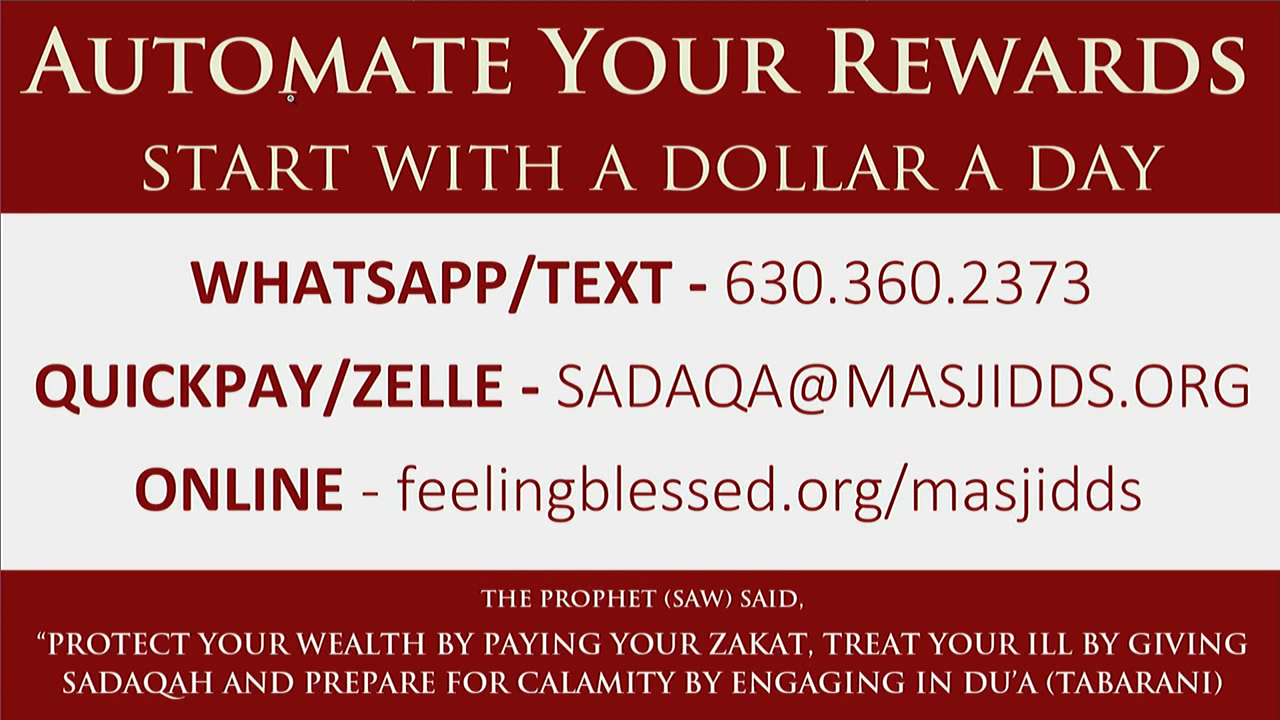 AUTOMATE YOUR REWARDS
START WITH A DOLLAR A DAY
WHATSAPP/TEXT - 630.360.2373
QUICKPAY/ZELLE - SADAQA@MASJIDDS.ORG
ONLINE - feelingblessed.org/masjidds
THE PROPHET (SAW) SAID,
“PROTECT YOUR WEALTH BY PAYING YOUR ZAKAT, TREAT YOUR ILL BY GIVING
SADAQAH AND PREPARE FOR CALAMITY BY ENGAGING IN DU’A (TABARANI)